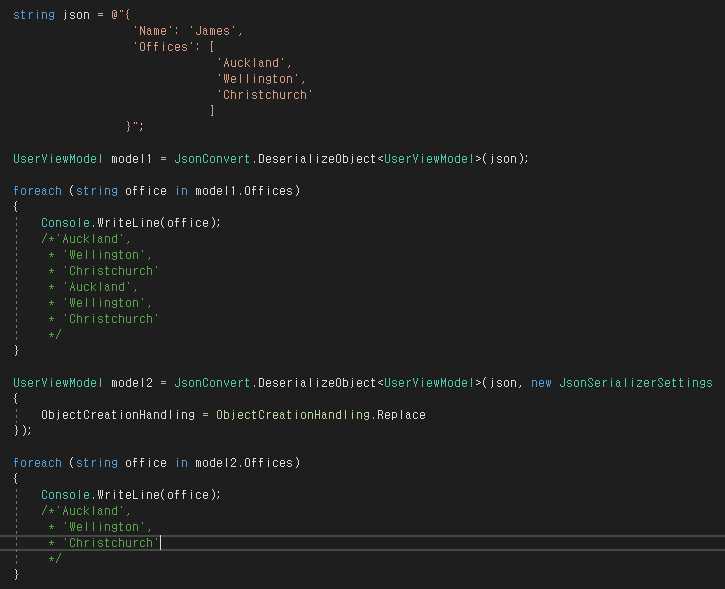 string json = @"{
                 'Name': 'James',
                 'Offices': [
                             'Auckland',
                             'Wellington',
                             'Christchurch'
                            ]
                }";

UserViewModel model1 = JsonConvert.DeserializeObject<UserViewModel>(json);

foreach (string office in model1.Offices)
{
    Console.WriteLine(office);
    /*'Auckland',
     * 'Wellington',
     * 'Christchurch'
     * 'Auckland',
     * 'Wellington',
     * 'Christchurch'
     */
}

UserViewModel model2 = JsonConvert.DeserializeObject<UserViewModel>(json, new JsonSerializerSettings
{
    ObjectCreationHandling = ObjectCreationHandling.Replace
});

foreach (string office in model2.Offices)
{
    Console.WriteLine(office);
    /*'Auckland',
     * 'Wellington',
     * 'Christchurch'
     */
}